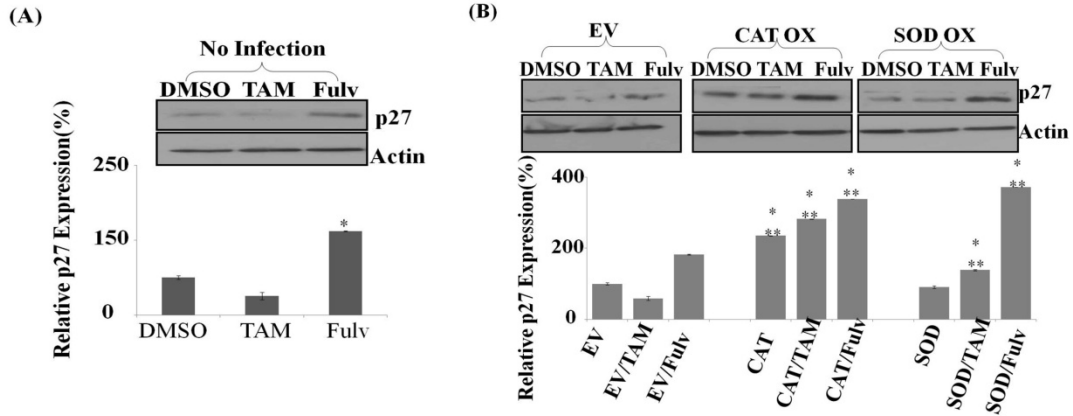 (A)
No Infection
DMSO TAM Fulv
p27
Actin
Relative p27 Expression(%)
250
150
0
*
DMSO TAM Fulv
(B)
EV CAT OX SOD OX
DMSO TAM Fulv DMSO TAM Fulv DMSO TAM Fulv
p27
Actin
Relative p27 Expression(%)
400
200
0
* * * * *
** ** ** ** **
EV EV/TAM EV/Fulv CAT CAT/TAM CAT/Fulv SOD SOD/TAM SOD/Fulv